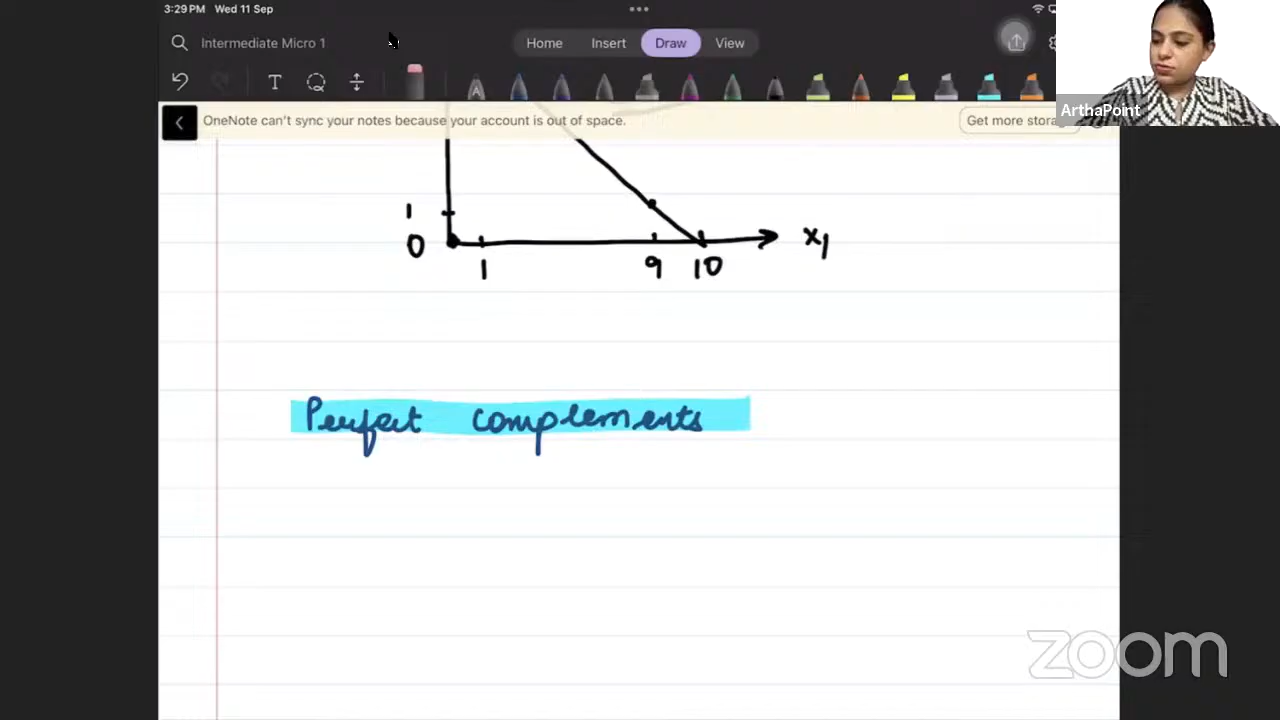 3:29 PM Wed 11 Sep
Intermediate Micro 1
Home Insert Draw View
T
A
ArthaPoint
OneNote can't sync your notes because your account is out of space.
Get more stora
1
0
1 9 10
x1
Perfect complements
zoom